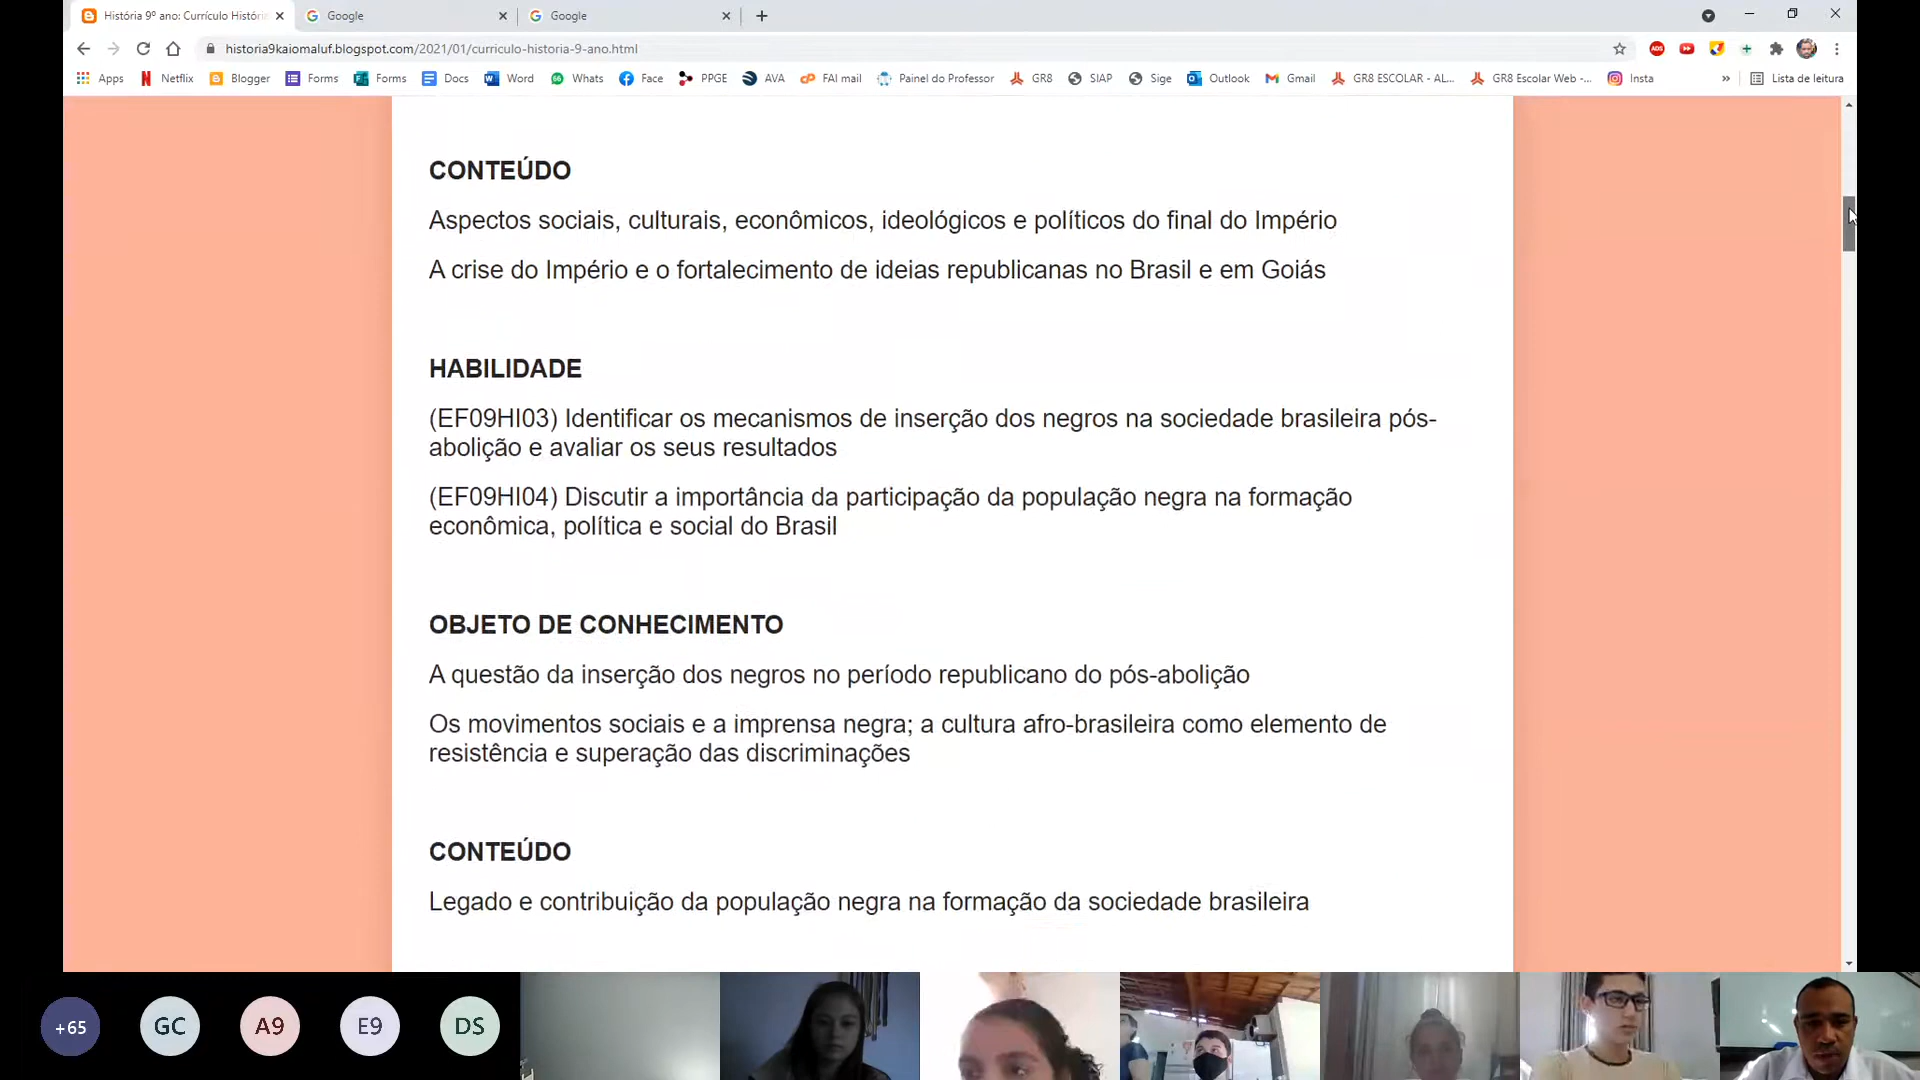 História 9º ano: Currículo Históri
Google
Google
historia9kaiomaluf.blogspot.com/2021/01/curriculo-historia-9-ano.html
Apps Netflix Blogger Forms Forms Docs Word Whats Face PPGE AVA FAI mail Painel do Professor GR8 SIAP Sige Outlook Gmail GR8 ESCOLAR - AL... GR8 Escolar Web -... Insta » Lista de leitura
CONTEÚDO
Aspectos sociais, culturais, econômicos, ideológicos e políticos do final do Império
A crise do Império e o fortalecimento de ideias republicanas no Brasil e em Goiás
HABILIDADE
(EF09HI03) Identificar os mecanismos de inserção dos negros na sociedade brasileira pós-
abolição e avaliar os seus resultados
(EF09HI04) Discutir a importância da participação da população negra na formação
econômica, política e social do Brasil
OBJETO DE CONHECIMENTO
A questão da inserção dos negros no período republicano do pós-abolição
Os movimentos sociais e a imprensa negra; a cultura afro-brasileira como elemento de
resistência e superação das discriminações
CONTEÚDO
Legado e contribuição da população negra na formação da sociedade brasileira
+65 GC A9 E9 DS